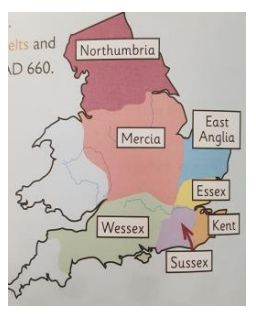 elts and
AD 660.
Northumbria
Mercia
East
Anglia
Essex
Wessex
Kent
Sussex